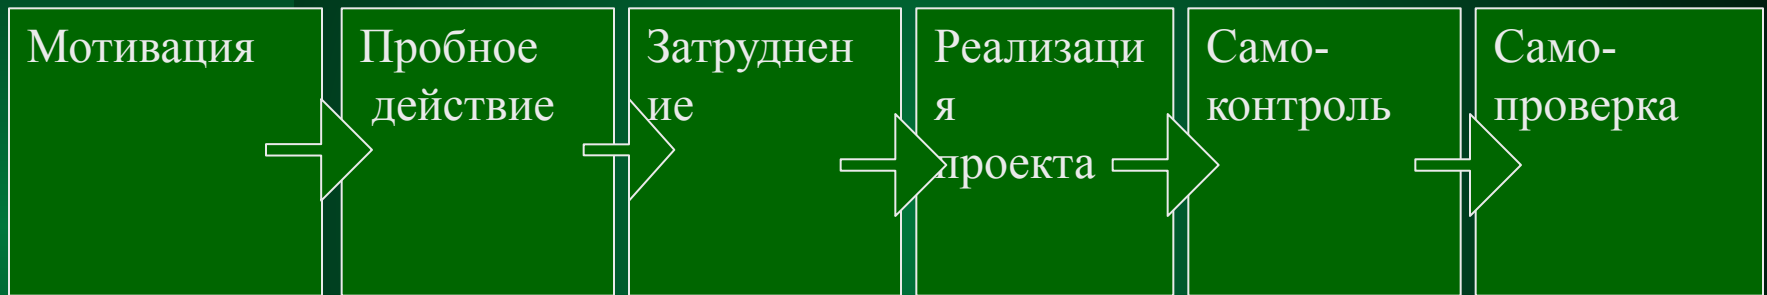 Мотивация
Пробное
действие
Затруднен
ие
Реализаци
я
проекта
Само-
контроль
Само-
проверка